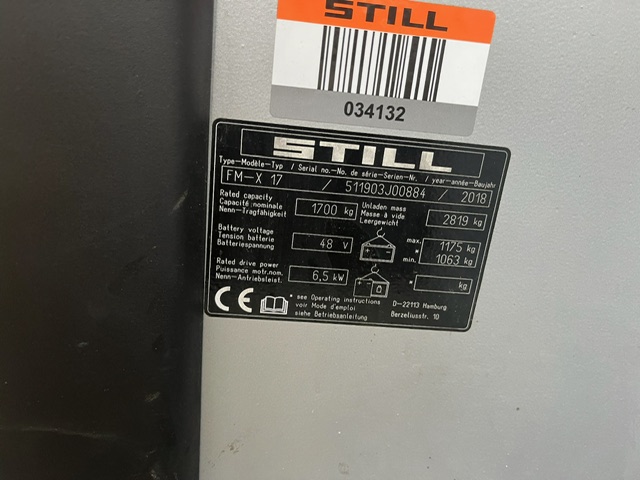 STILL
034132
STILL
Type-Modèle-Typ / Serial no.-No. de série-Serien-Nr. / year-année-Baujahr
FM-X 17 / 511903J00884 / 2018
Rated capacity
Capacité nominale
Nenn-Tragfähigkeit
1700 kg
Unladen mass
Masse à vide
Leergewicht
2819 kg
Battery voltage
Tension batterie
Batteriespannung
48 V
max. 1175 kg
*
min. 1063 kg
Rated drive power
Puissance motr.nom.
Nenn-Antriebsleist.
6,5 kW
* kg
CE
* see Operating instructions
voir Mode d'emploi
siehe Betriebsanleitung
D-22113 Hamburg
Berzeliusstr. 10